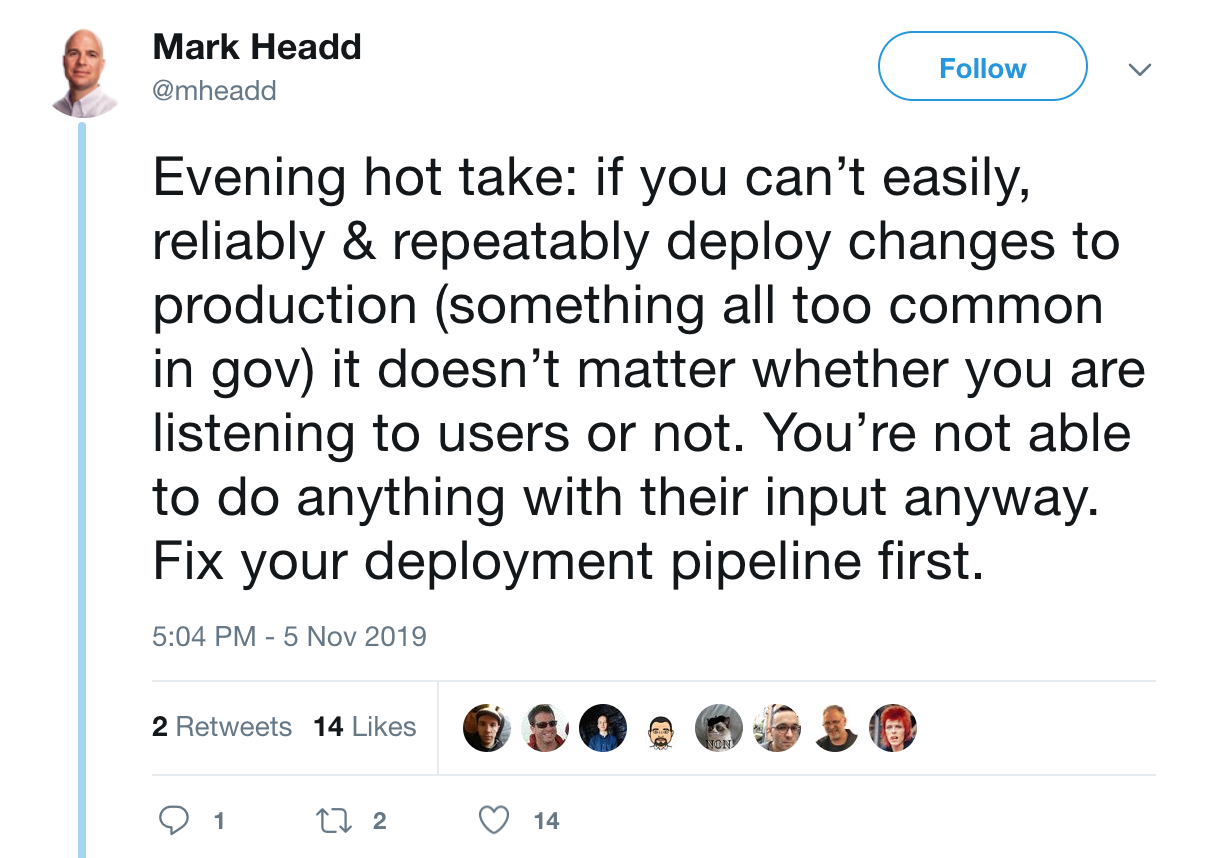 Mark Headd
@mheadd
Follow
Evening hot take: if you can’t easily,
reliably & repeatably deploy changes to
production (something all too common
in gov) it doesn’t matter whether you are
listening to users or not. You’re not able
to do anything with their input anyway.
Fix your deployment pipeline first.
5:04 PM - 5 Nov 2019
2 Retweets 14 Likes
NON
1 2 14